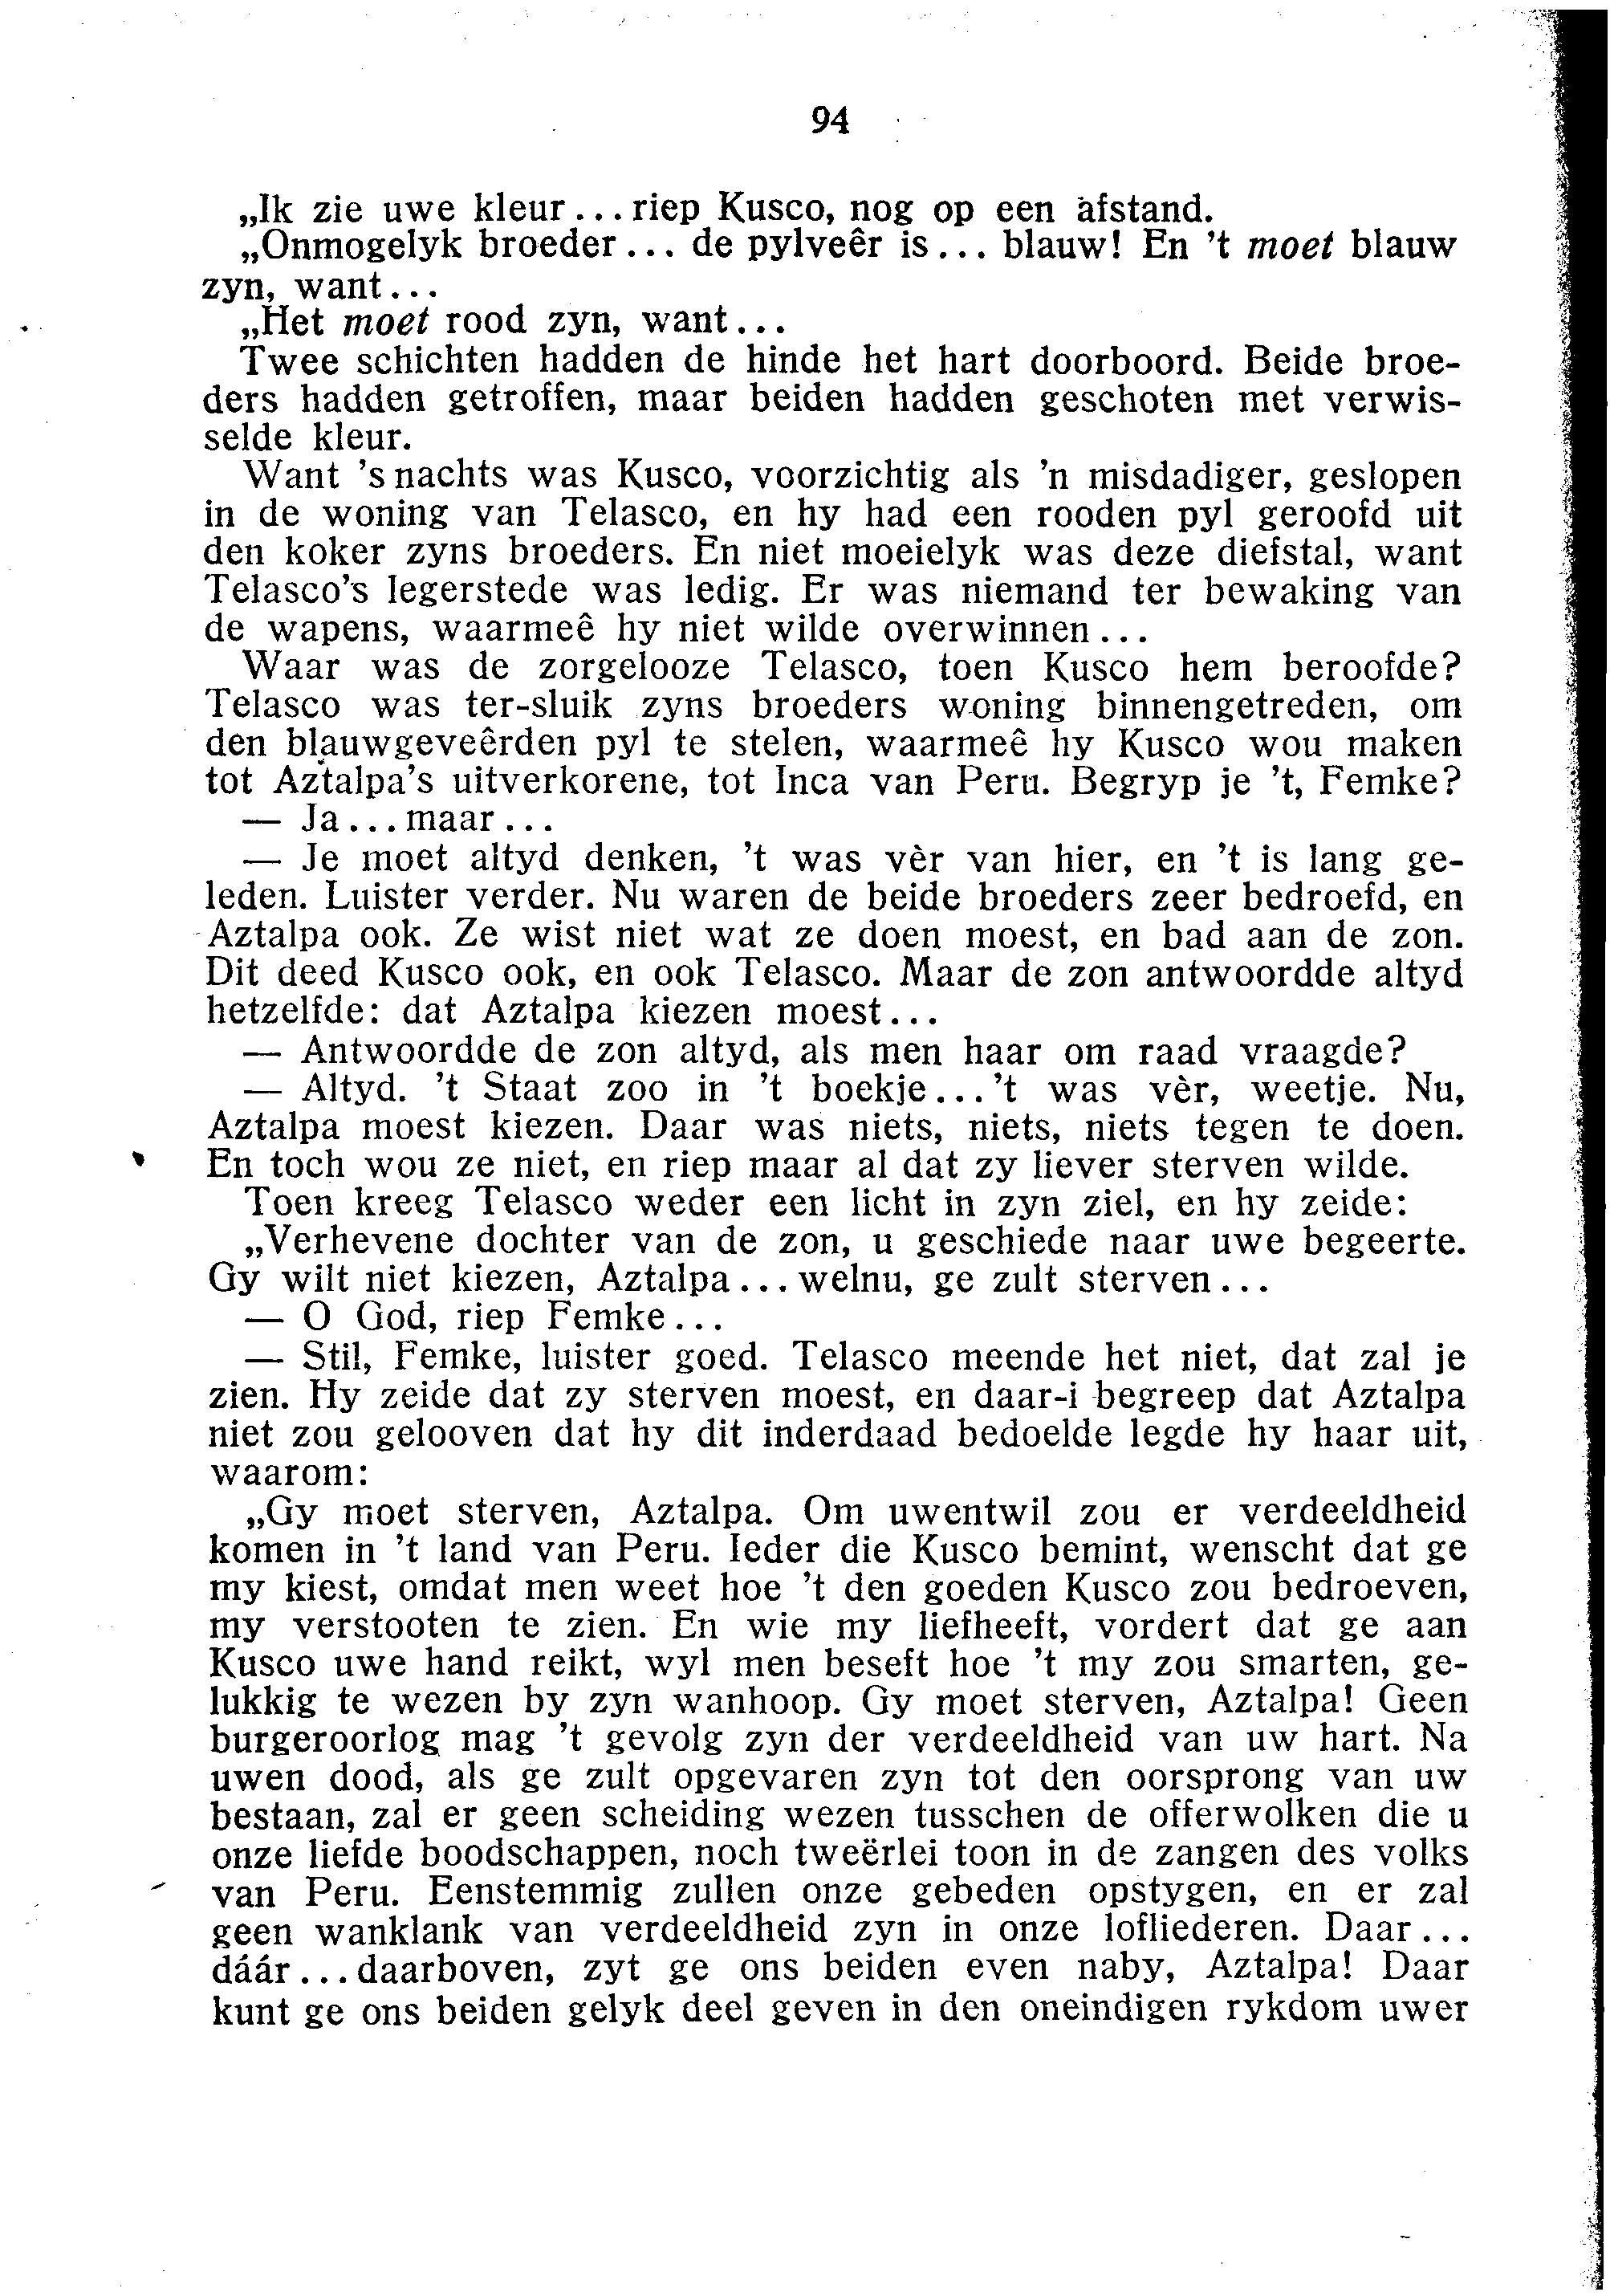 94
„Ik zie uwe kleur... riep Kusco, nog op een afstand.
„Onmogelyk broeder... de pylveêr is... blauw! En 't moet blauw
zyn, want...
„Het moet rood zyn, want...
Twee schichten hadden de hinde het hart doorboord. Beide broe-
ders hadden getroffen, maar beiden hadden geschoten met verwis-
selde kleur.
Want 's nachts was Kusco, voorzichtig als 'n misdadiger, geslopen
in de woning van Telasco, en hy had een rooden pyl geroofd uit
den koker zyns broeders. En niet moeielyk was deze diefstal, want
Telasco's legerstede was ledig. Er was niemand ter bewaking van
de wapens, waarmeê hy niet wilde overwinnen...
Waar was de zorgelooze Telasco, toen Kusco hem beroofde?
Telasco was ter-sluik zyns broeders woning binnengetreden, om
den blauwgeveêrden pyl te stelen, waarmeê hy Kusco wou maken
tot Aztalpa's uitverkorene, tot Inca van Peru. Begryp je 't, Femke?
— Ja... maar...
— Je moet altyd denken, 't was vèr van hier, en 't is lang ge-
leden. Luister verder. Nu waren de beide broeders zeer bedroefd, en
Aztalpa ook. Ze wist niet wat ze doen moest, en bad aan de zon.
Dit deed Kusco ook, en ook Telasco. Maar de zon antwoordde altyd
hetzelfde: dat Aztalpa kiezen moest...
— Antwoordde de zon altyd, als men haar om raad vraagde?
— Altyd. 't Staat zoo in 't boekje... 't was vèr, weetje. Nu,
Aztalpa moest kiezen. Daar was niets, niets, niets tegen te doen.
En toch wou ze niet, en riep maar al dat zy liever sterven wilde.
Toen kreeg Telasco weder een licht in zyn ziel, en hy zeide:
„Verhevene dochter van de zon, u geschiede naar uwe begeerte.
Gy wilt niet kiezen, Aztalpa... welnu, ge zult sterven...
— O God, riep Femke...
— Stil, Femke, luister goed. Telasco meende het niet, dat zal je
zien. Hy zeide dat zy sterven moest, en daar-i begreep dat Aztalpa
niet zou gelooven dat hy dit inderdaad bedoelde legde hy haar uit,
waarom:
„Gy moet sterven, Aztalpa. Om uwentwil zou er verdeeldheid
komen in 't land van Peru. Ieder die Kusco bemint, wenscht dat ge
my kiest, omdat men weet hoe 't den goeden Kusco zou bedroeven,
my verstooten te zien. En wie my liefheeft, vordert dat ge aan
Kusco uwe hand reikt, wyl men beseft hoe 't my zou smarten, ge-
lukkig te wezen by zyn wanhoop. Gy moet sterven, Aztalpa! Geen
burgeroorlog mag 't gevolg zyn der verdeeldheid van uw hart. Na
uwen dood, als ge zult opgevaren zyn tot den oorsprong van uw
bestaan, zal er geen scheiding wezen tusschen de offerwolken die u
onze liefde boodschappen, noch tweërlei toon in de zangen des volks
van Peru. Eenstemmig zullen onze gebeden opstygen, en er zal
geen wanklank van verdeeldheid zyn in onze lofliederen. Daar...
dáár... daarboven, zyt ge ons beiden even naby, Aztalpa! Daar
kunt ge ons beiden gelyk deel geven in den oneindigen rykdom uwer